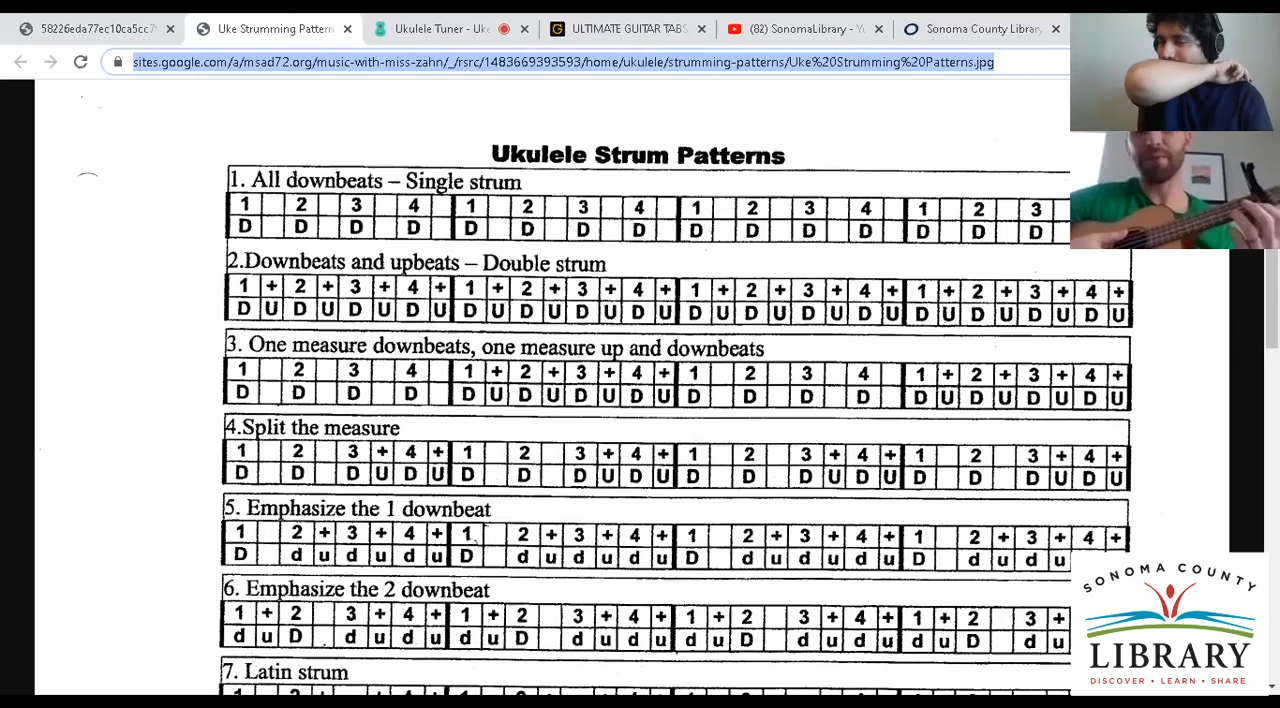 58226eda77ec10ca5cc7
Uke Strumming Pattern
Ukulele Tuner - Uk
ULTIMATE GUITAR TABS
(82) SonomaLibrary - Y
Sonoma County Library
sites.google.com/a/msad72.org/music-with-miss-zahn/_/rsrc/1483669393593/home/ukulele/strumming-patterns/Uke%20Strumming%20Patterns.jpg
Ukulele Strum Patterns
1. All downbeats – Single strum
1 2 3 4 1 2 3 4 1 2 3 4 1 2 3
D D D D D D D D D D D D D D D
2.Downbeats and upbeats – Double strum
1 + 2 + 3 + 4 + 1 + 2 + 3 + 4 + 1 + 2 + 3 + 4 + 1 + 2 + 3 + 4 +
D U D U D U D U D U D U D U D U D U D U D U D U D U D U D U D U
3. One measure downbeats, one measure up and downbeats
1 2 3 4 1 + 2 + 3 + 4 + 1 2 3 4 1 + 2 + 3 + 4 +
D D D D D U D U D U D U D D D D D U D U D U D U
4.Split the measure
1 2 3 + 4 + 1 2 3 + 4 + 1 2 3 + 4 + 1 2 3 + 4 +
D D D U D U D D D U D U D D D U D U D D D U D U
5. Emphasize the 1 downbeat
1 2 + 3 + 4 + 1 2 + 3 + 4 + 1 2 + 3 + 4 + 1 2 + 3 + 4 +
D d u d u d u D d u d u d u D d u d u d u D d u d u
6. Emphasize the 2 downbeat
1 + 2 3 + 4 + 1 + 2 3 + 4 + 1 + 2 3 + 4 + 1 + 2 3 +
d u D d u d u d u D d u d u d u D d u d u d u D d u
7. Latin strum
SONOMA COUNTY
LIBRARY
DISCOVER • LEARN • SHARE